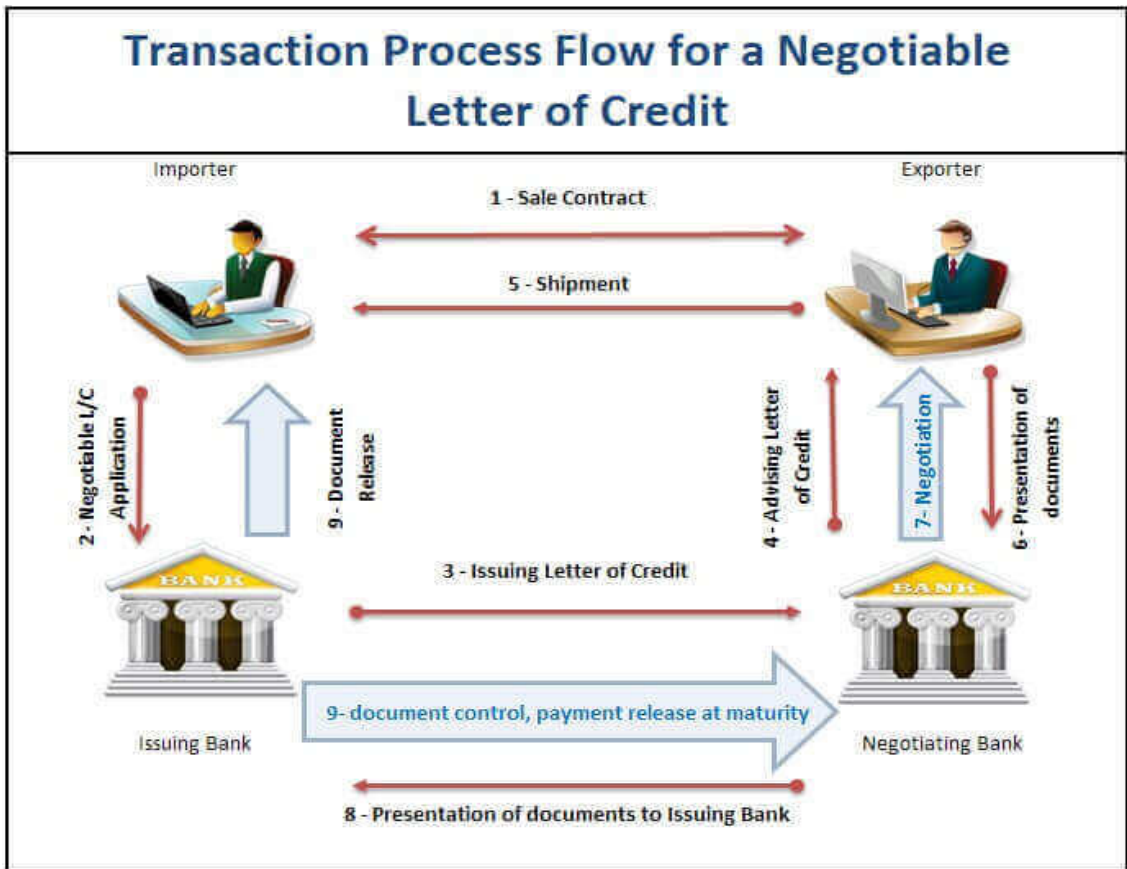 Transaction Process Flow for a Negotiable
Letter of Credit
Importer
Exporter
1 - Sale Contract
5 - Shipment
2- Negotiable L/C
Application
9- Document
Release
4 - Advising Letter
of Credit
7- Negotiation
6- Presentation of
documents
BANK
3 - Issuing Letter of Credit
BANK
9- document control, payment release at maturity
Issuing Bank
Negotiating Bank
8 - Presentation of documents to Issuing Bank